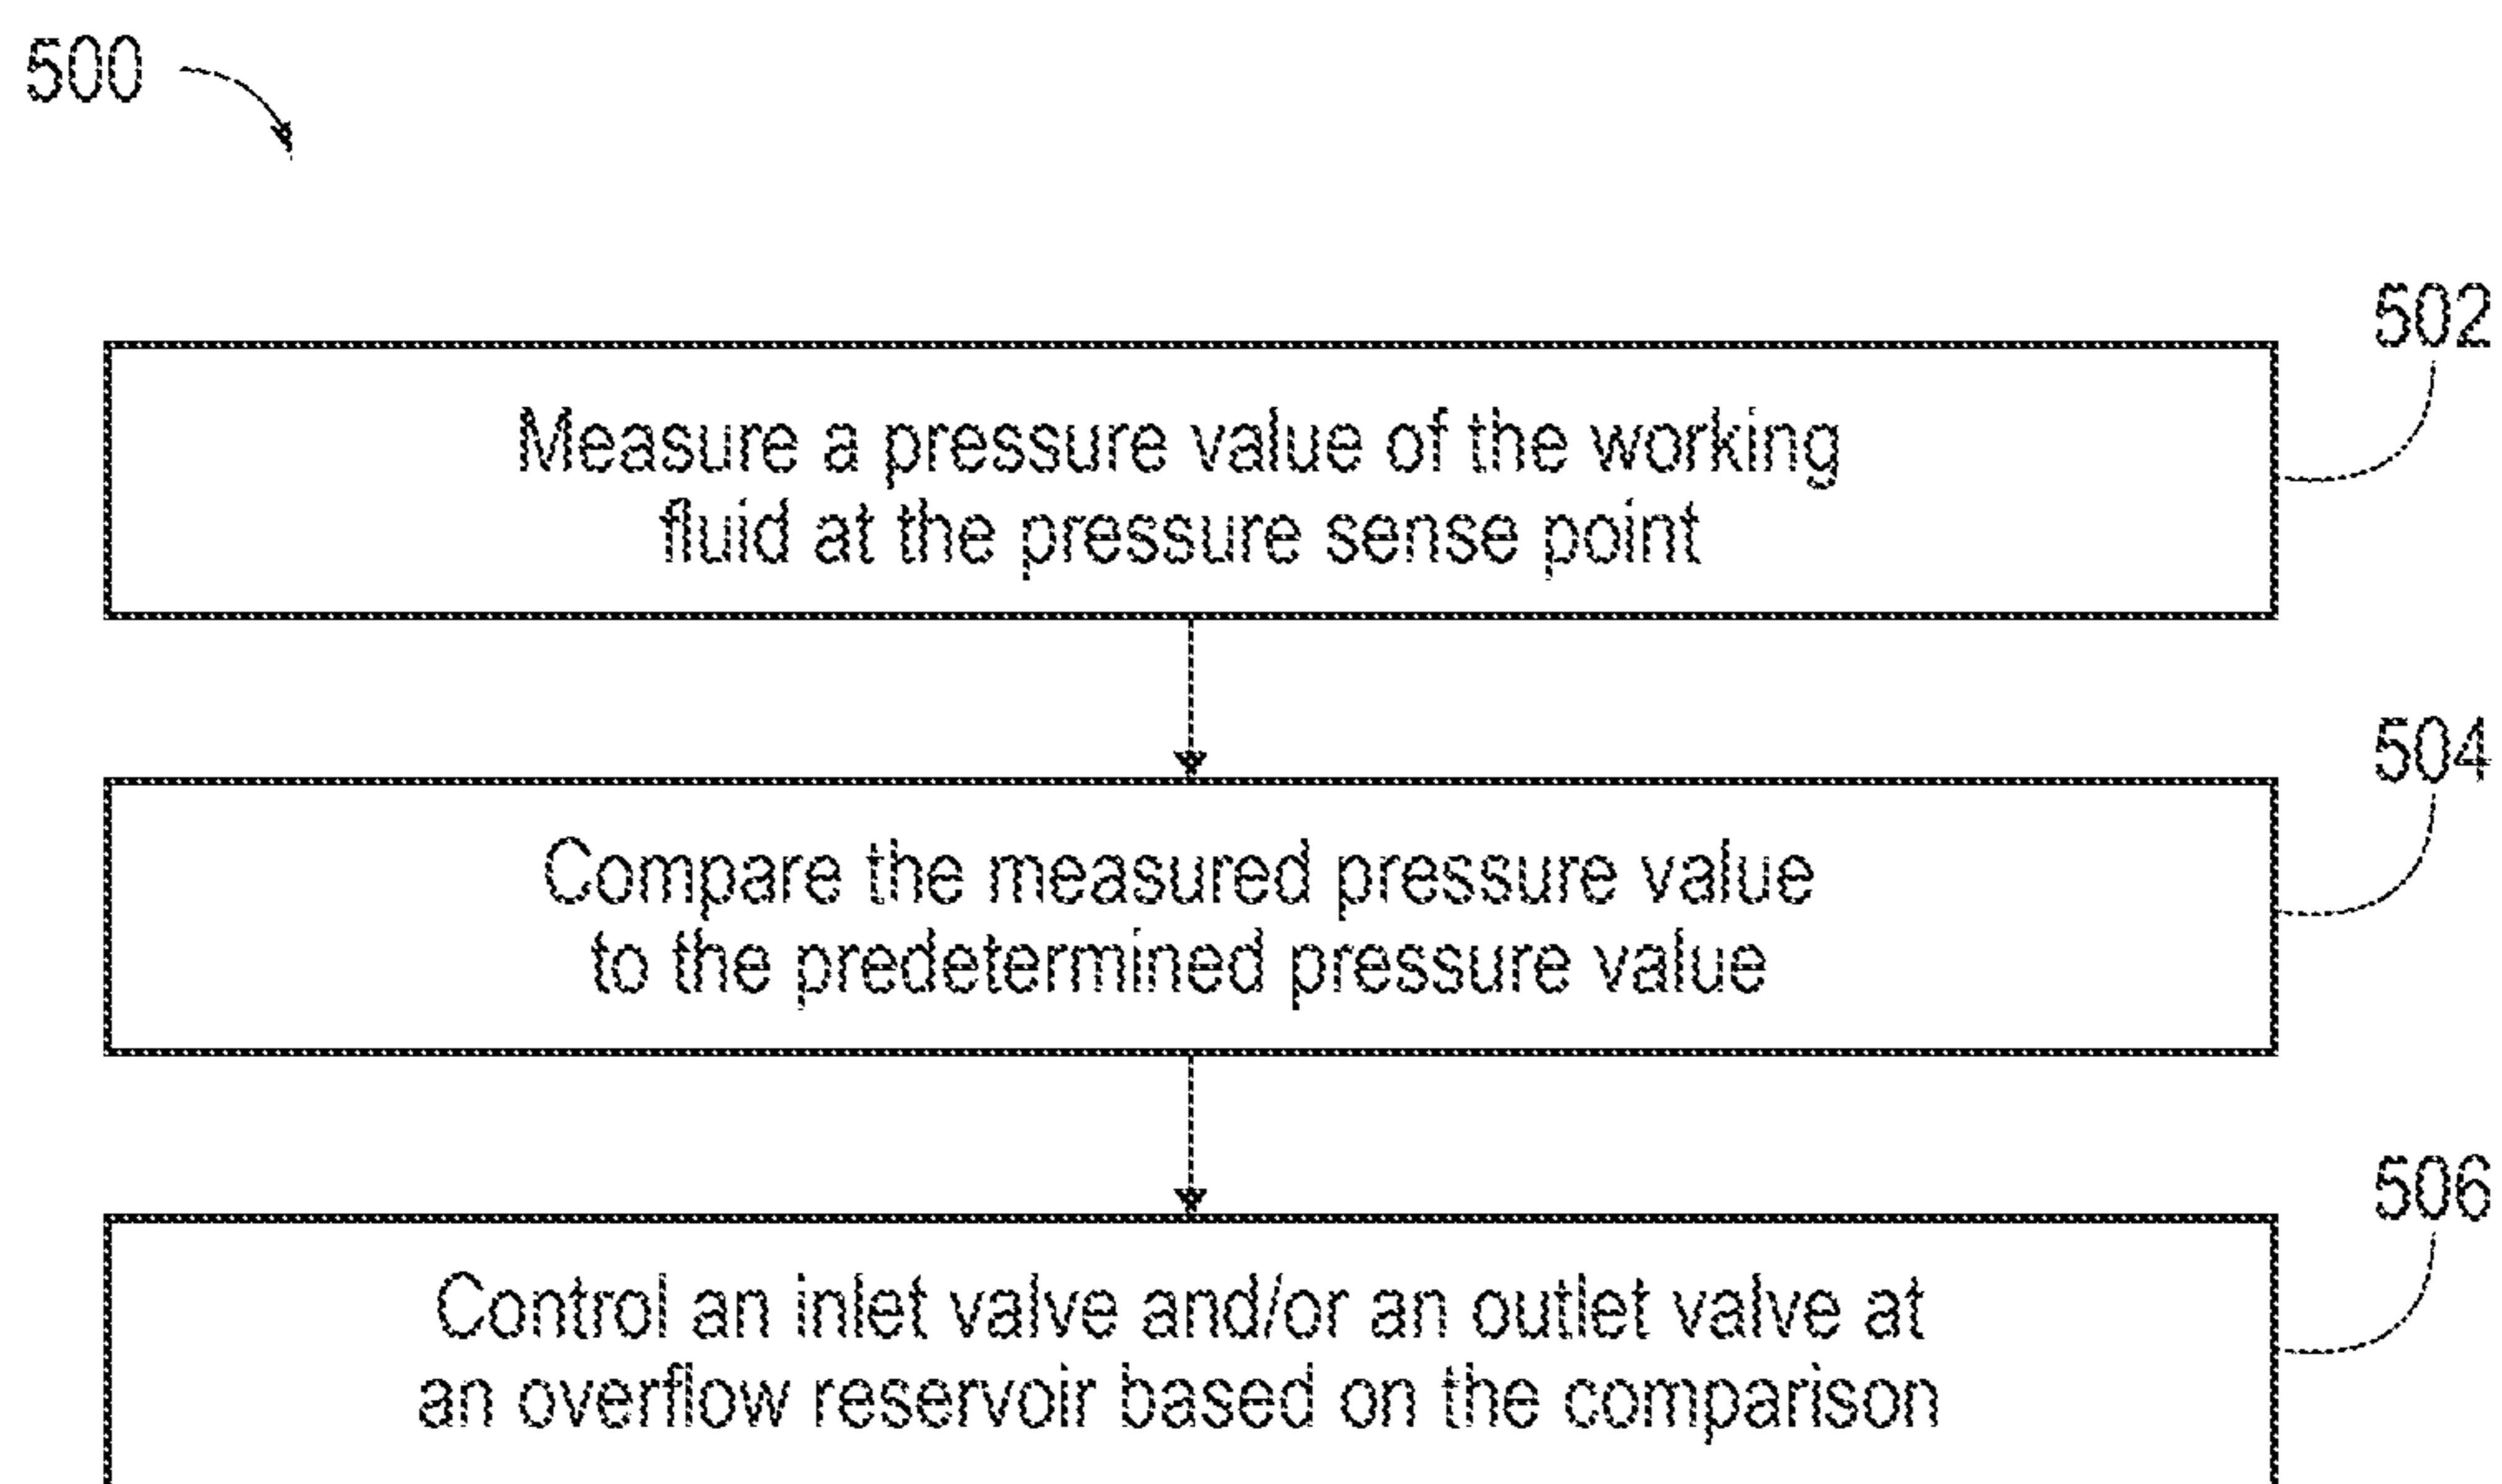 500
502
Measure a pressure value of the working
fluid at the pressure sense point
504
Compare the measured pressure value
to the predetermined pressure value
506
Control an inlet valve and/or an outlet valve at
an overflow reservoir based on the comparison